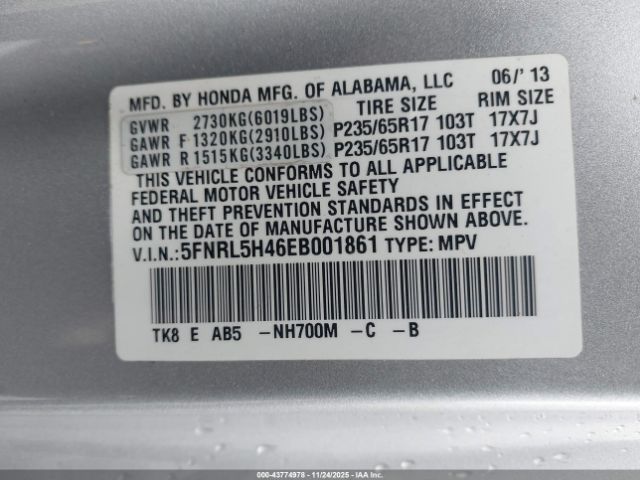 MFD. BY HONDA MFG. OF ALABAMA, LLC 06/' 13
TIRE SIZE RIM SIZE
GVWR 2730KG(6019LBS)
GAWR F 1320KG(2910LBS) P235/65R17 103T 17X7J
GAWR R 1515KG(3340LBS) P235/65R17 103T 17X7J
THIS VEHICLE CONFORMS TO ALL APPLICABLE
FEDERAL MOTOR VEHICLE SAFETY
AND THEFT PREVENTION STANDARDS IN EFFECT
ON THE DATE OF MANUFACTURE SHOWN ABOVE.
V.I.N.:5FNRL5H46EB001861 TYPE: MPV
TK8 E AB5 -NH700M -C -B
000-43774978 - 11/24/2025 - IAA Inc.